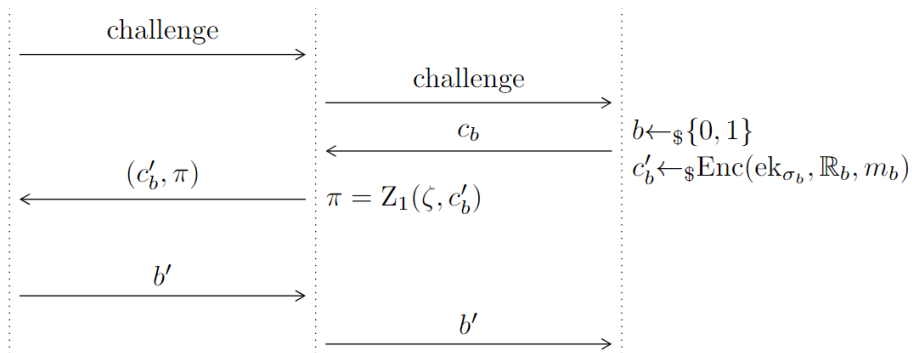 challenge
challenge
c_b
b←$ {0, 1}
c′_b ←$ Enc(ek_{σ_b}, ℝ_b, m_b)
(c′_b, π)
π = Z_1(ζ, c′_b)
b′
b′